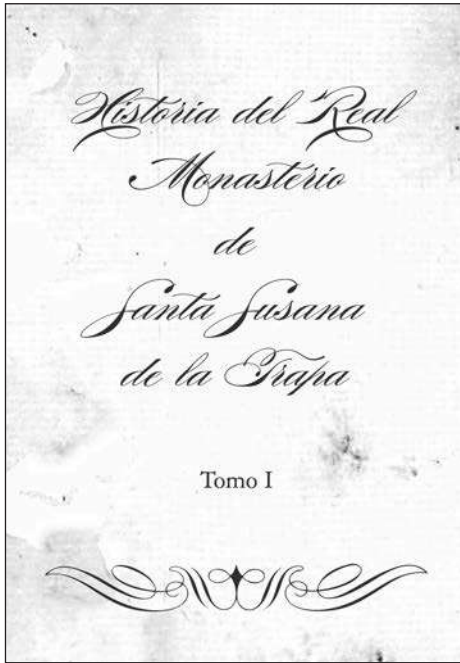 Historia del Real
Monasterio
de
Santa Susana
de la Trapa
Tomo I